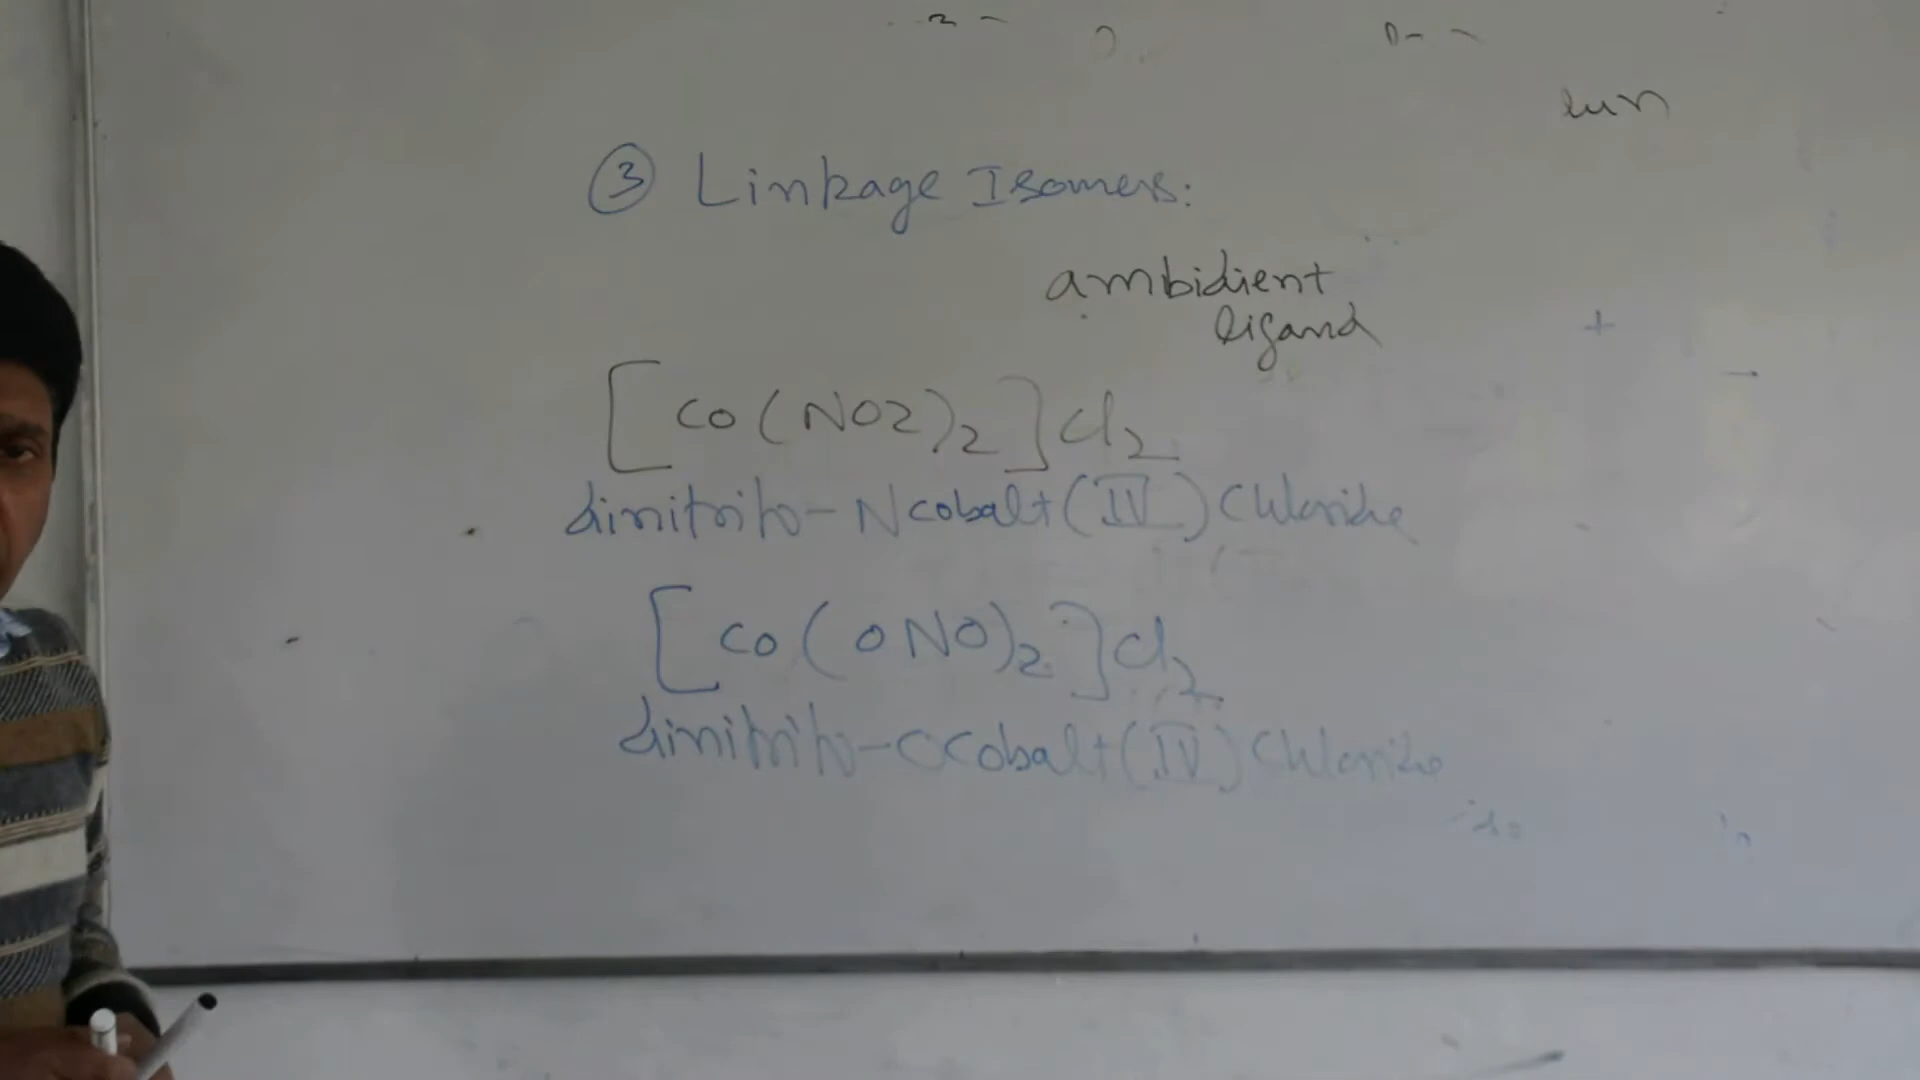 ③ Linkage Isomers:
ambidient
ligand
[Co(NO2)₂]Cl₂
dinitrito-N cobalt(IV) Chloride
[Co(ONO)₂]Cl₂
dinitrito-O Cobalt(IV) Chloride